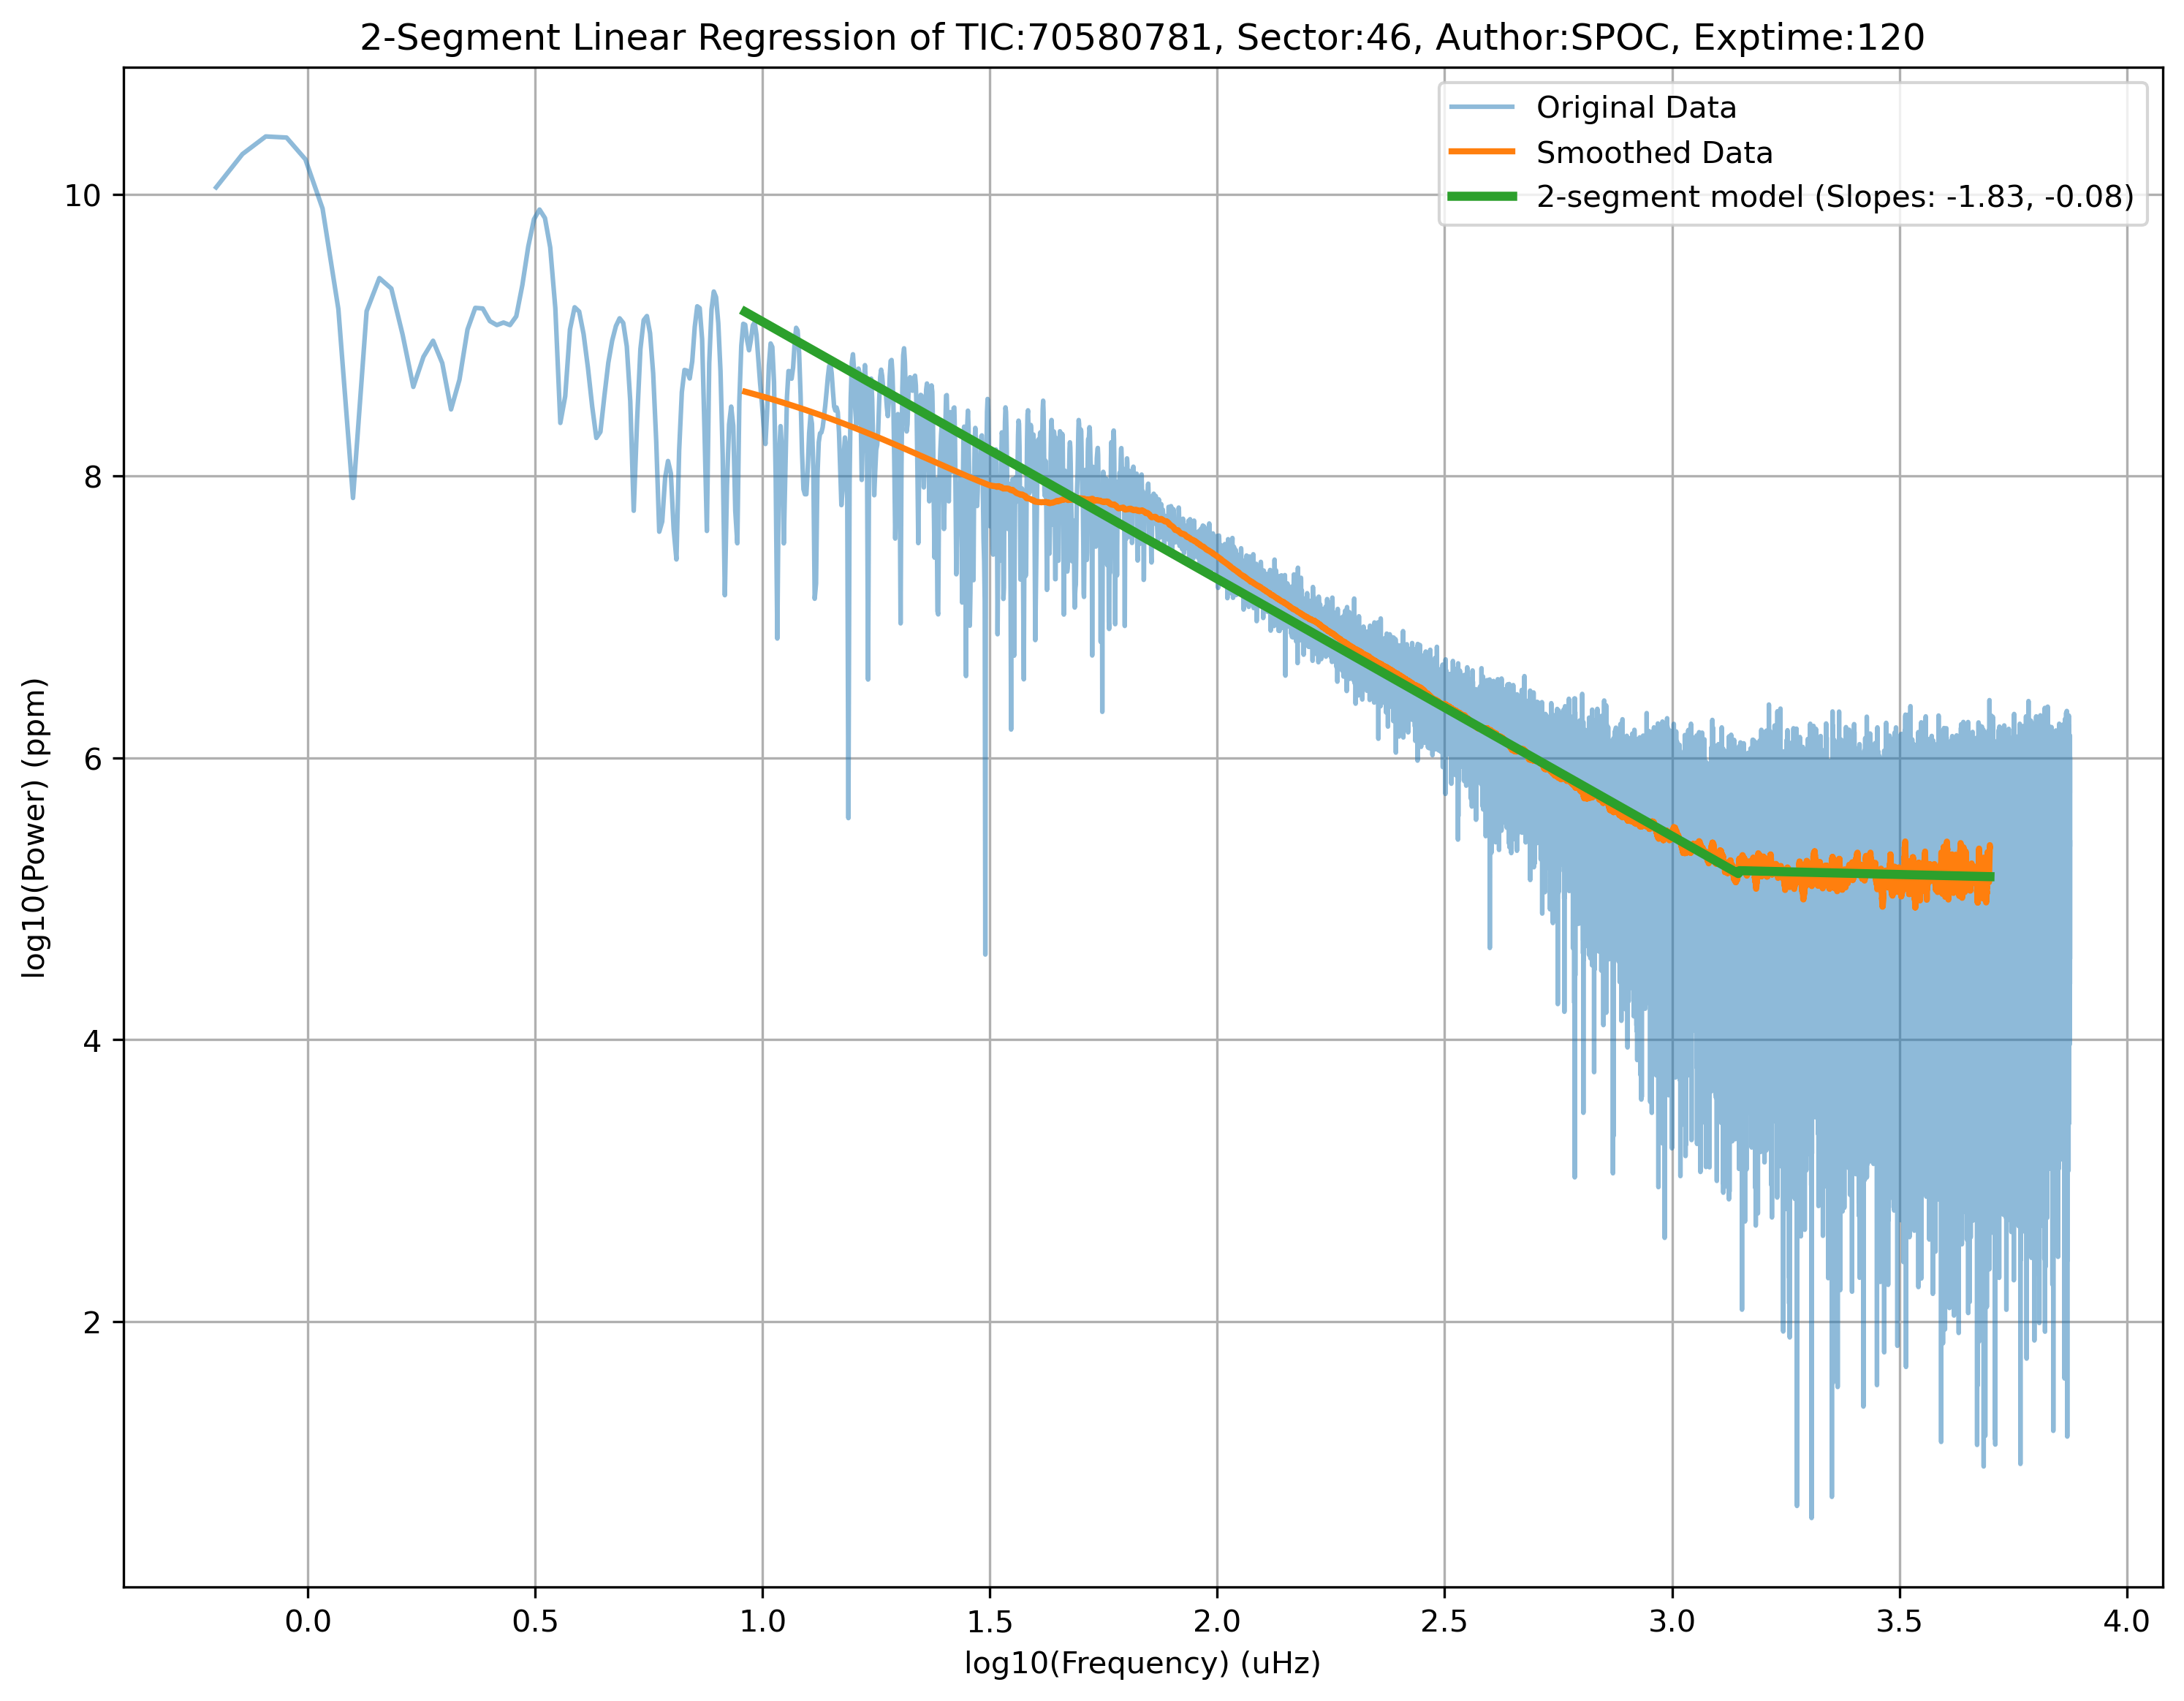 2-Segment Linear Regression of TIC:70580781, Sector:46, Author:SPOC, Exptime:120
Original Data
Smoothed Data
2-segment model (Slopes: -1.83, -0.08)
log10(Power) (ppm)
10
8
6
4
2
0.0 0.5 1.0 1.5 2.0 2.5 3.0 3.5 4.0
log10(Frequency) (uHz)